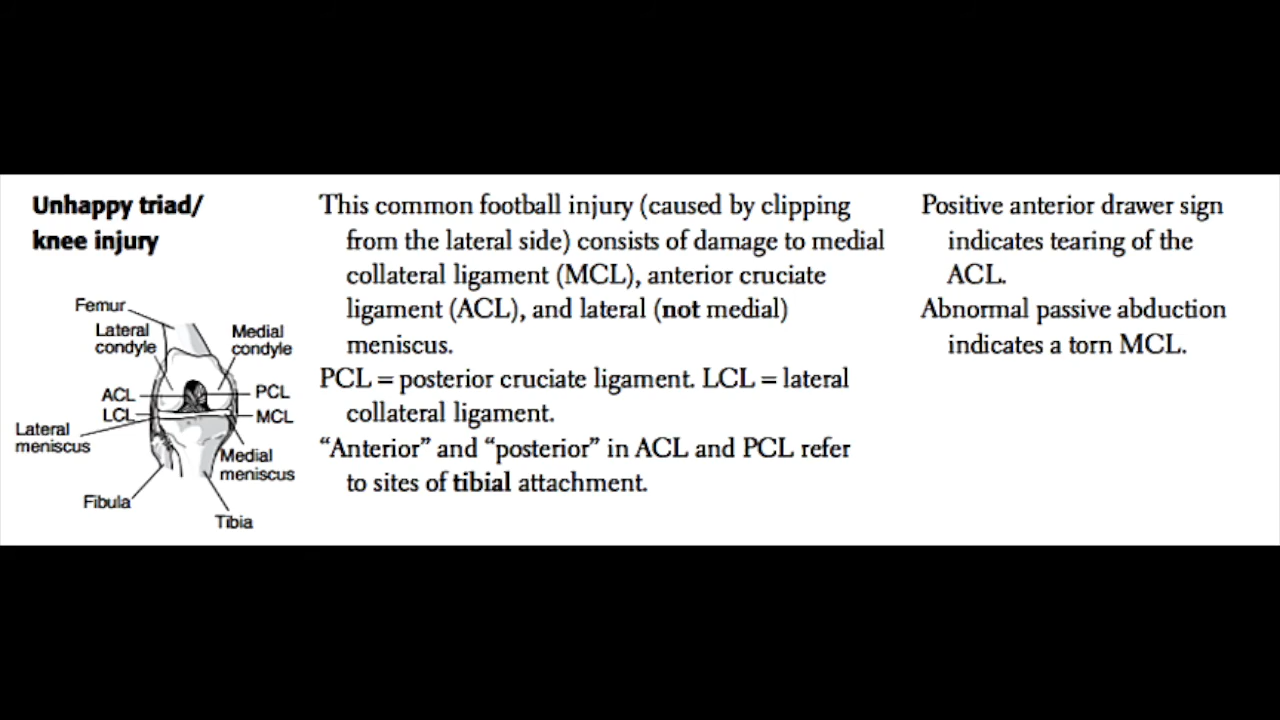 Unhappy triad/
knee injury
Femur
Lateral
condyle
Medial
condyle
ACL
PCL
LCL
MCL
Lateral
meniscus
Medial
meniscus
Fibula
Tibia
This common football injury (caused by clipping
from the lateral side) consists of damage to medial
collateral ligament (MCL), anterior cruciate
ligament (ACL), and lateral (not medial)
meniscus.
PCL = posterior cruciate ligament. LCL = lateral
collateral ligament.
“Anterior” and “posterior” in ACL and PCL refer
to sites of tibial attachment.
Positive anterior drawer sign
indicates tearing of the
ACL.
Abnormal passive abduction
indicates a torn MCL.